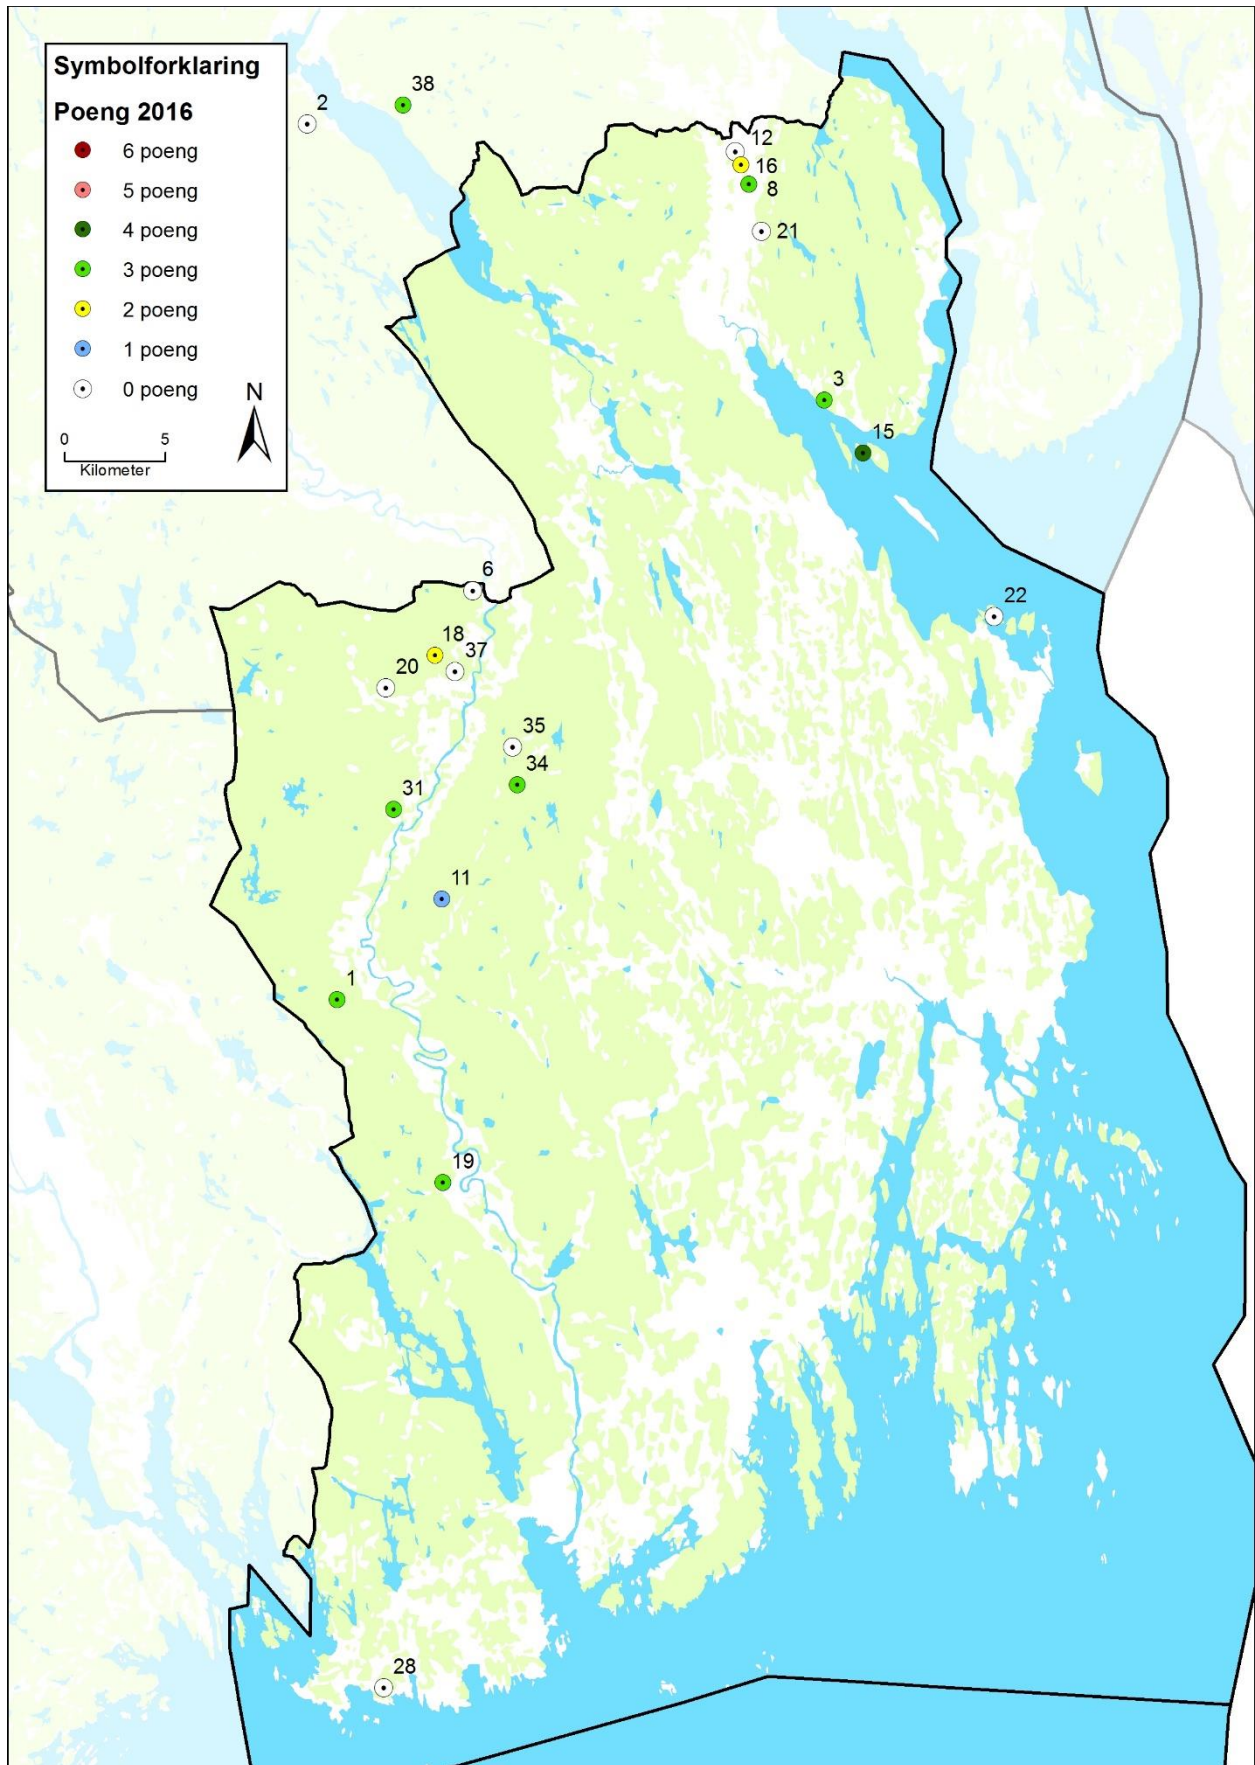 Symbolforklaring
Poeng 2016
6 poeng
5 poeng
4 poeng
3 poeng
2 poeng
1 poeng
0 poeng
N
0 5
Kilometer
2
38
12
16
8
21
3
15
6
22
18
37
20
35
34
31
11
1
19
28